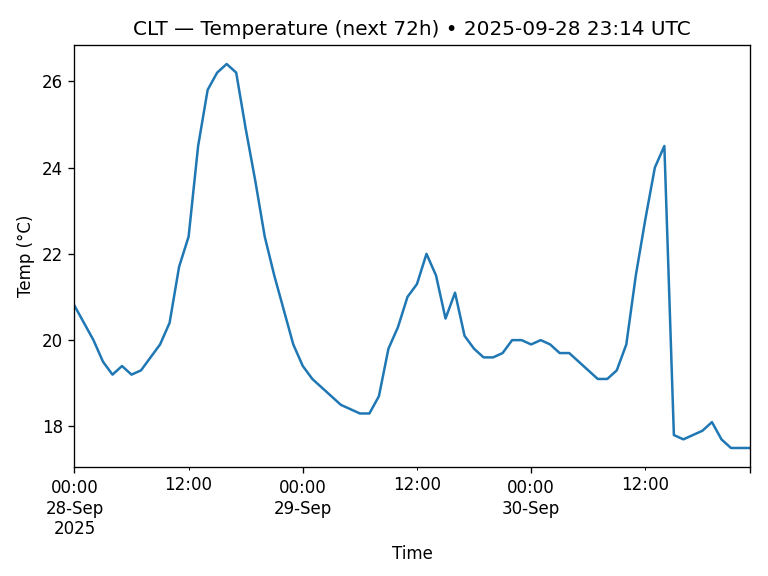 CLT — Temperature (next 72h) • 2025-09-28 23:14 UTC
Temp (°C)
26
24
22
20
18
00:00 12:00 00:00 12:00 00:00 12:00
28-Sep 29-Sep 30-Sep
2025
Time